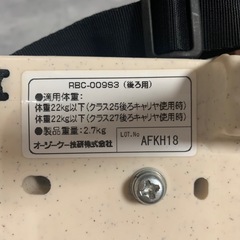 RBC-009S3（後ろ用）
●適用体重:
体重22kg以下（クラス25後ろキャリヤ使用時）
体重22kg以下（クラス27後ろキャリヤ使用時）
●製品重量:2.7kg
オージーケー技研株式会社
LOT.No
AFKH18